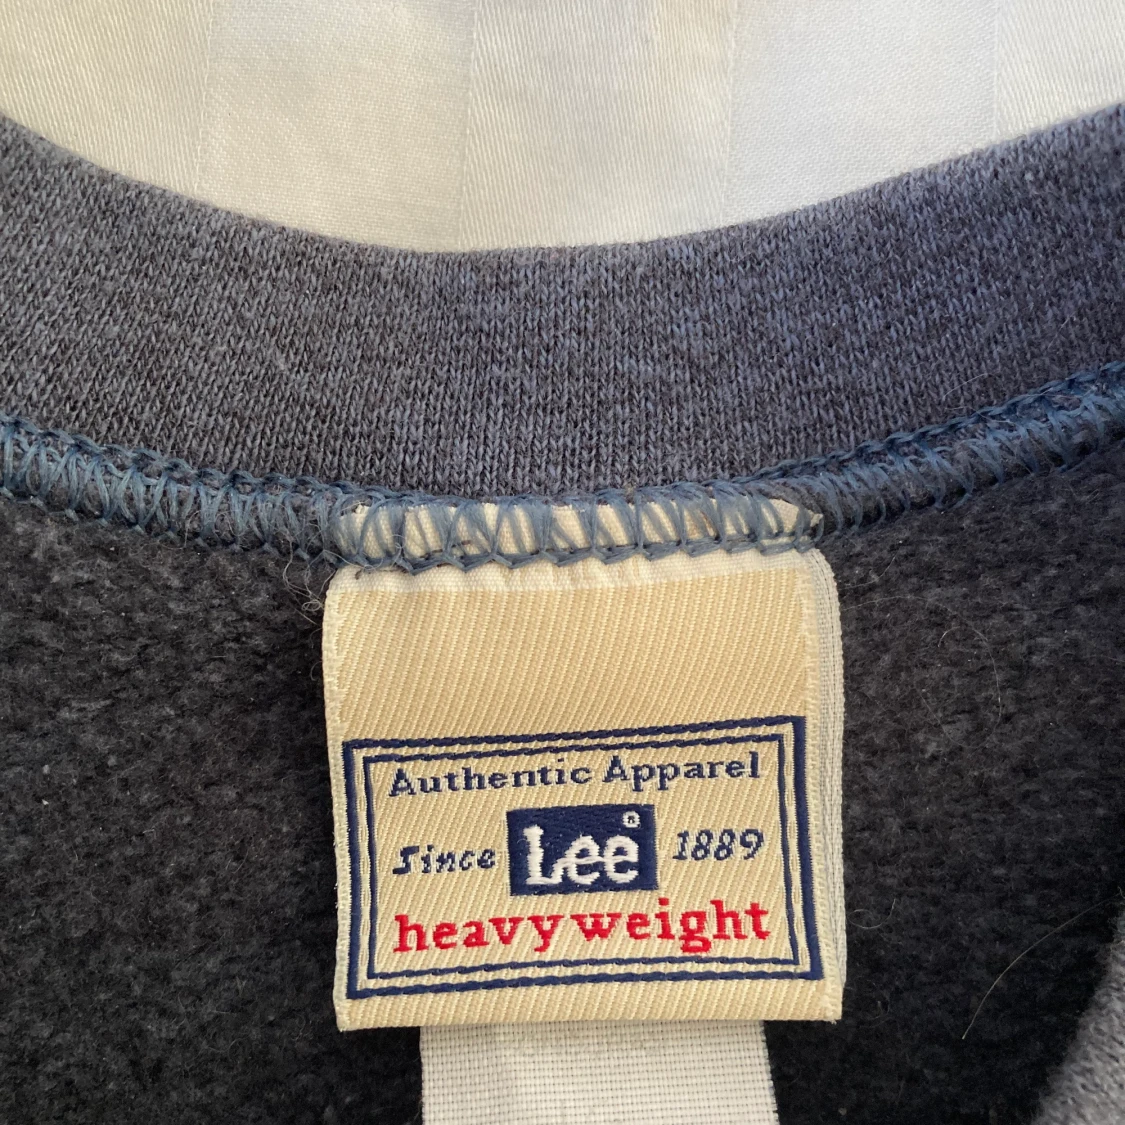 Authentic Apparel
Since Lee® 1889
heavyweight